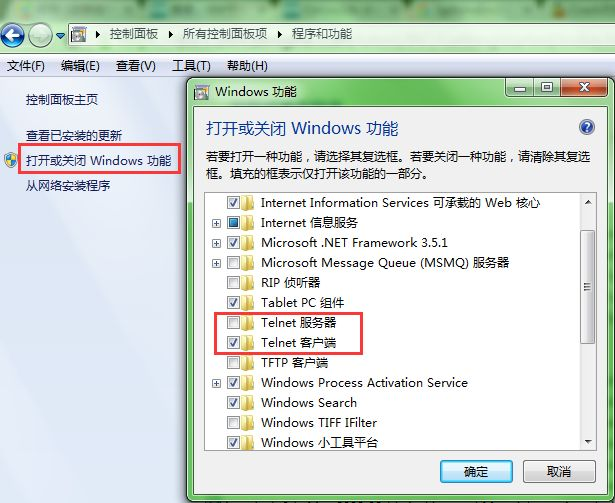 控制面板 所有控制面板项 程序和功能
文件(F) 编辑(E) 查看(V) 工具(T) 帮助(H)
控制面板主页
查看已安装的更新
打开或关闭 Windows 功能
从网络安装程序
Windows 功能
打开或关闭 Windows 功能
若要打开一种功能，请选择其复选框。若要关闭一种功能，请清除其复选
框。填充的框表示仅打开该功能的一部分。
Internet Information Services 可承载的 Web 核心
Internet 信息服务
Microsoft .NET Framework 3.5.1
Microsoft Message Queue (MSMQ) 服务器
RIP 侦听器
Tablet PC 组件
Telnet 服务器
Telnet 客户端
TFTP 客户端
Windows Process Activation Service
Windows Search
Windows TIFF IFilter
Windows 小工具平台
确定 取消